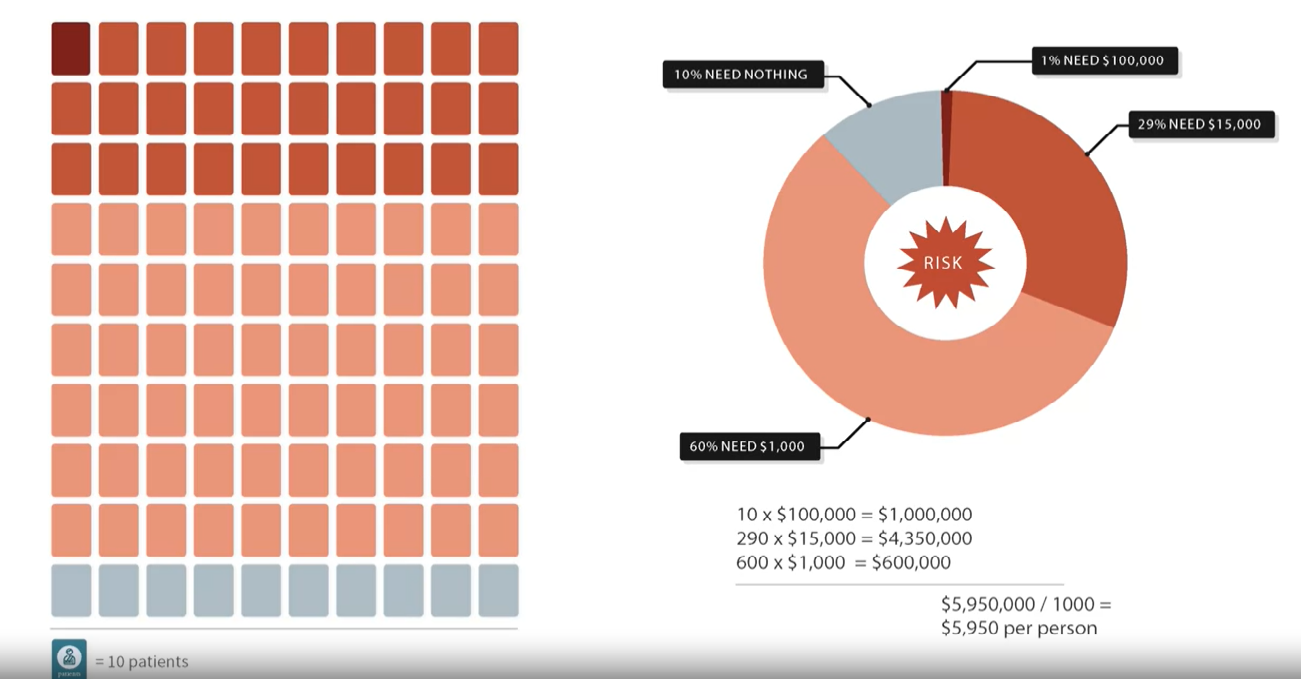 10% NEED NOTHING
1% NEED $100,000
29% NEED $15,000
RISK
60% NEED $1,000
10 x $100,000 = $1,000,000
290 x $15,000 = $4,350,000
600 x $1,000 = $600,000
$5,950,000 / 1000 =
$5,950 per person
patients
= 10 patients